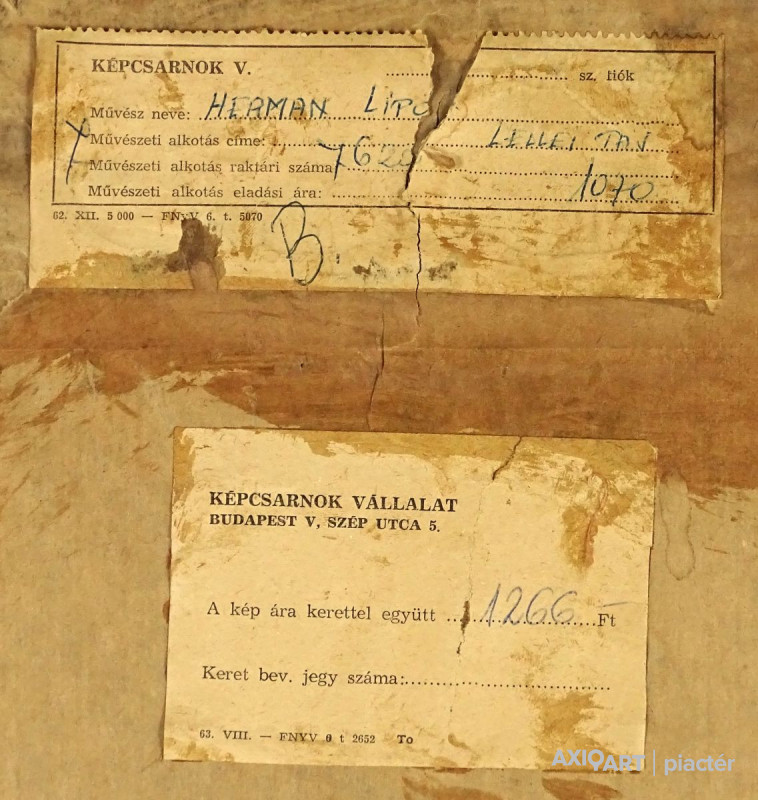 KÉPCSARNOK V. .............................. sz. fiók
Művész neve: HERMAN LIPÓT
Művészeti alkotás címe: LELLEI TÁJ
Művészeti alkotás raktári száma:
Művészeti alkotás eladási ára: 1070
62. XII. 5 000 — FNyV 6. t. 5070
B.
KÉPCSARNOK VÁLLALAT
BUDAPEST V, SZÉP UTCA 5.
A kép ára kerettel együtt ... 1266 ... Ft
Keret bev. jegy száma:..............................
63. VIII. — FNYV 6 t 2652 To
AXIOART | piactér